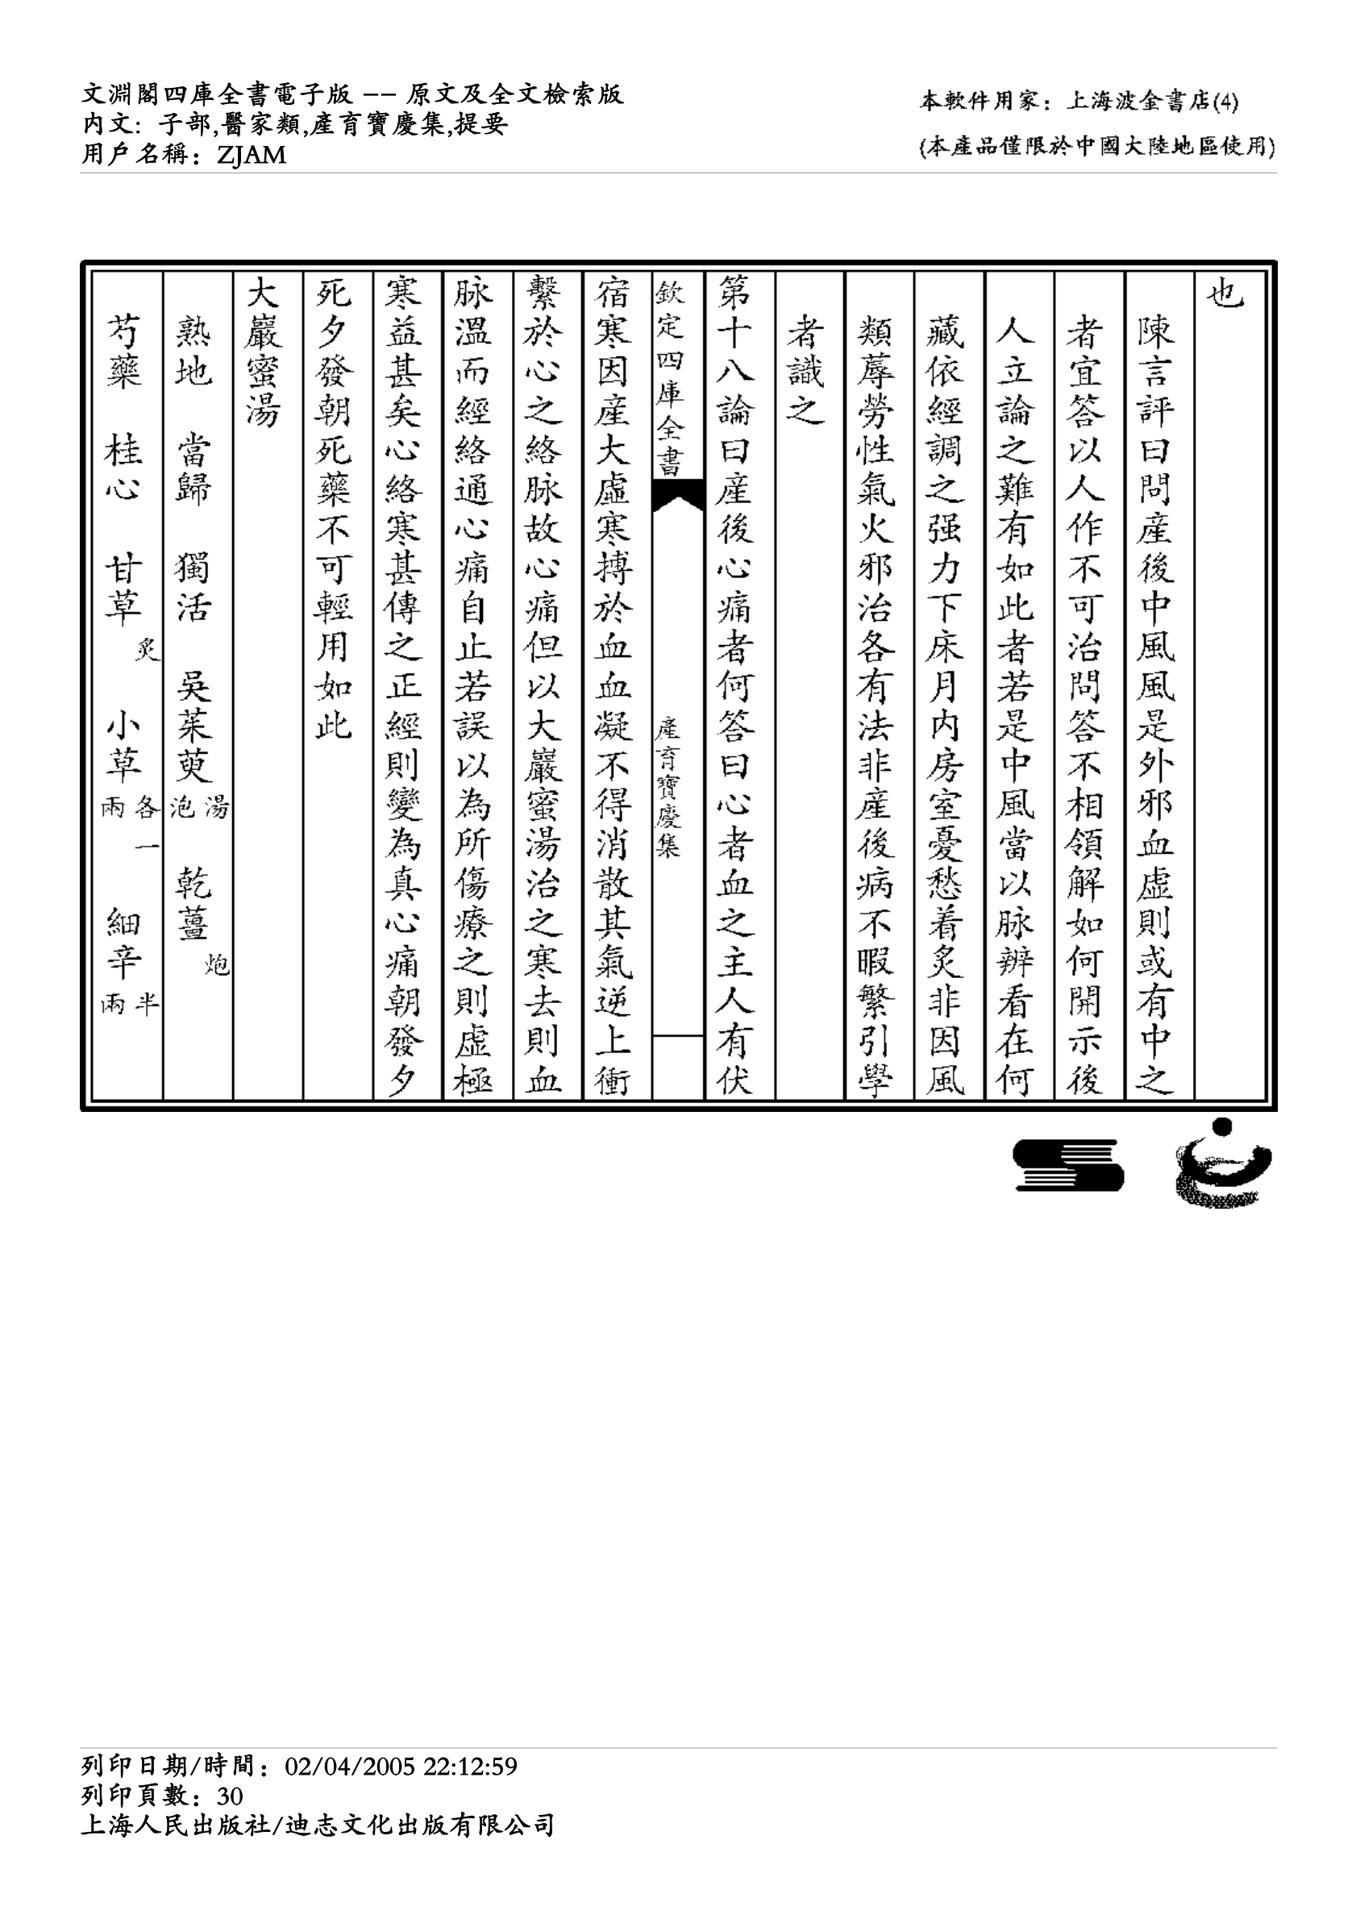 文淵閣四庫全書電子版 -- 原文及全文檢索版
內文: 子部,醫家類,產育寶慶集,提要
用戶名稱: ZJAM
本軟件用家: 上海波金書店(4)
(本產品僅限於中國大陸地區使用)
也
陳言評曰問產後中風風是外邪血虛則或有中之
者宜答以人作不可治問答不相領解如何開示後
人立論之難有如此者若是中風當以脉辨看在何
藏依經調之强力下床月内房室憂愁着炙非因風
類蓐勞性氣火邪治各有法非產後病不暇繁引學
者識之
第十八論曰產後心痛者何答曰心者血之主人有伏
欽定四庫全書
產育寶慶集
宿寒因產大虛寒搏於血血凝不得消散其氣逆上衝
繫於心之絡脉故心痛但以大巖蜜湯治之寒去則血
脉溫而經絡通心痛自止若誤以為所傷療之則虛極
寒益甚矣心絡寒甚傳之正經則變為真心痛朝發夕
死夕發朝死藥不可輕用如此
大巖蜜湯
熟地 當歸 獨活 吳茱萸湯泡 乾薑炮
芍藥 桂心 甘草炙 小草各一兩 細辛半兩
列印日期/時間: 02/04/2005 22:12:59
列印頁數: 30
上海人民出版社/迪志文化出版有限公司